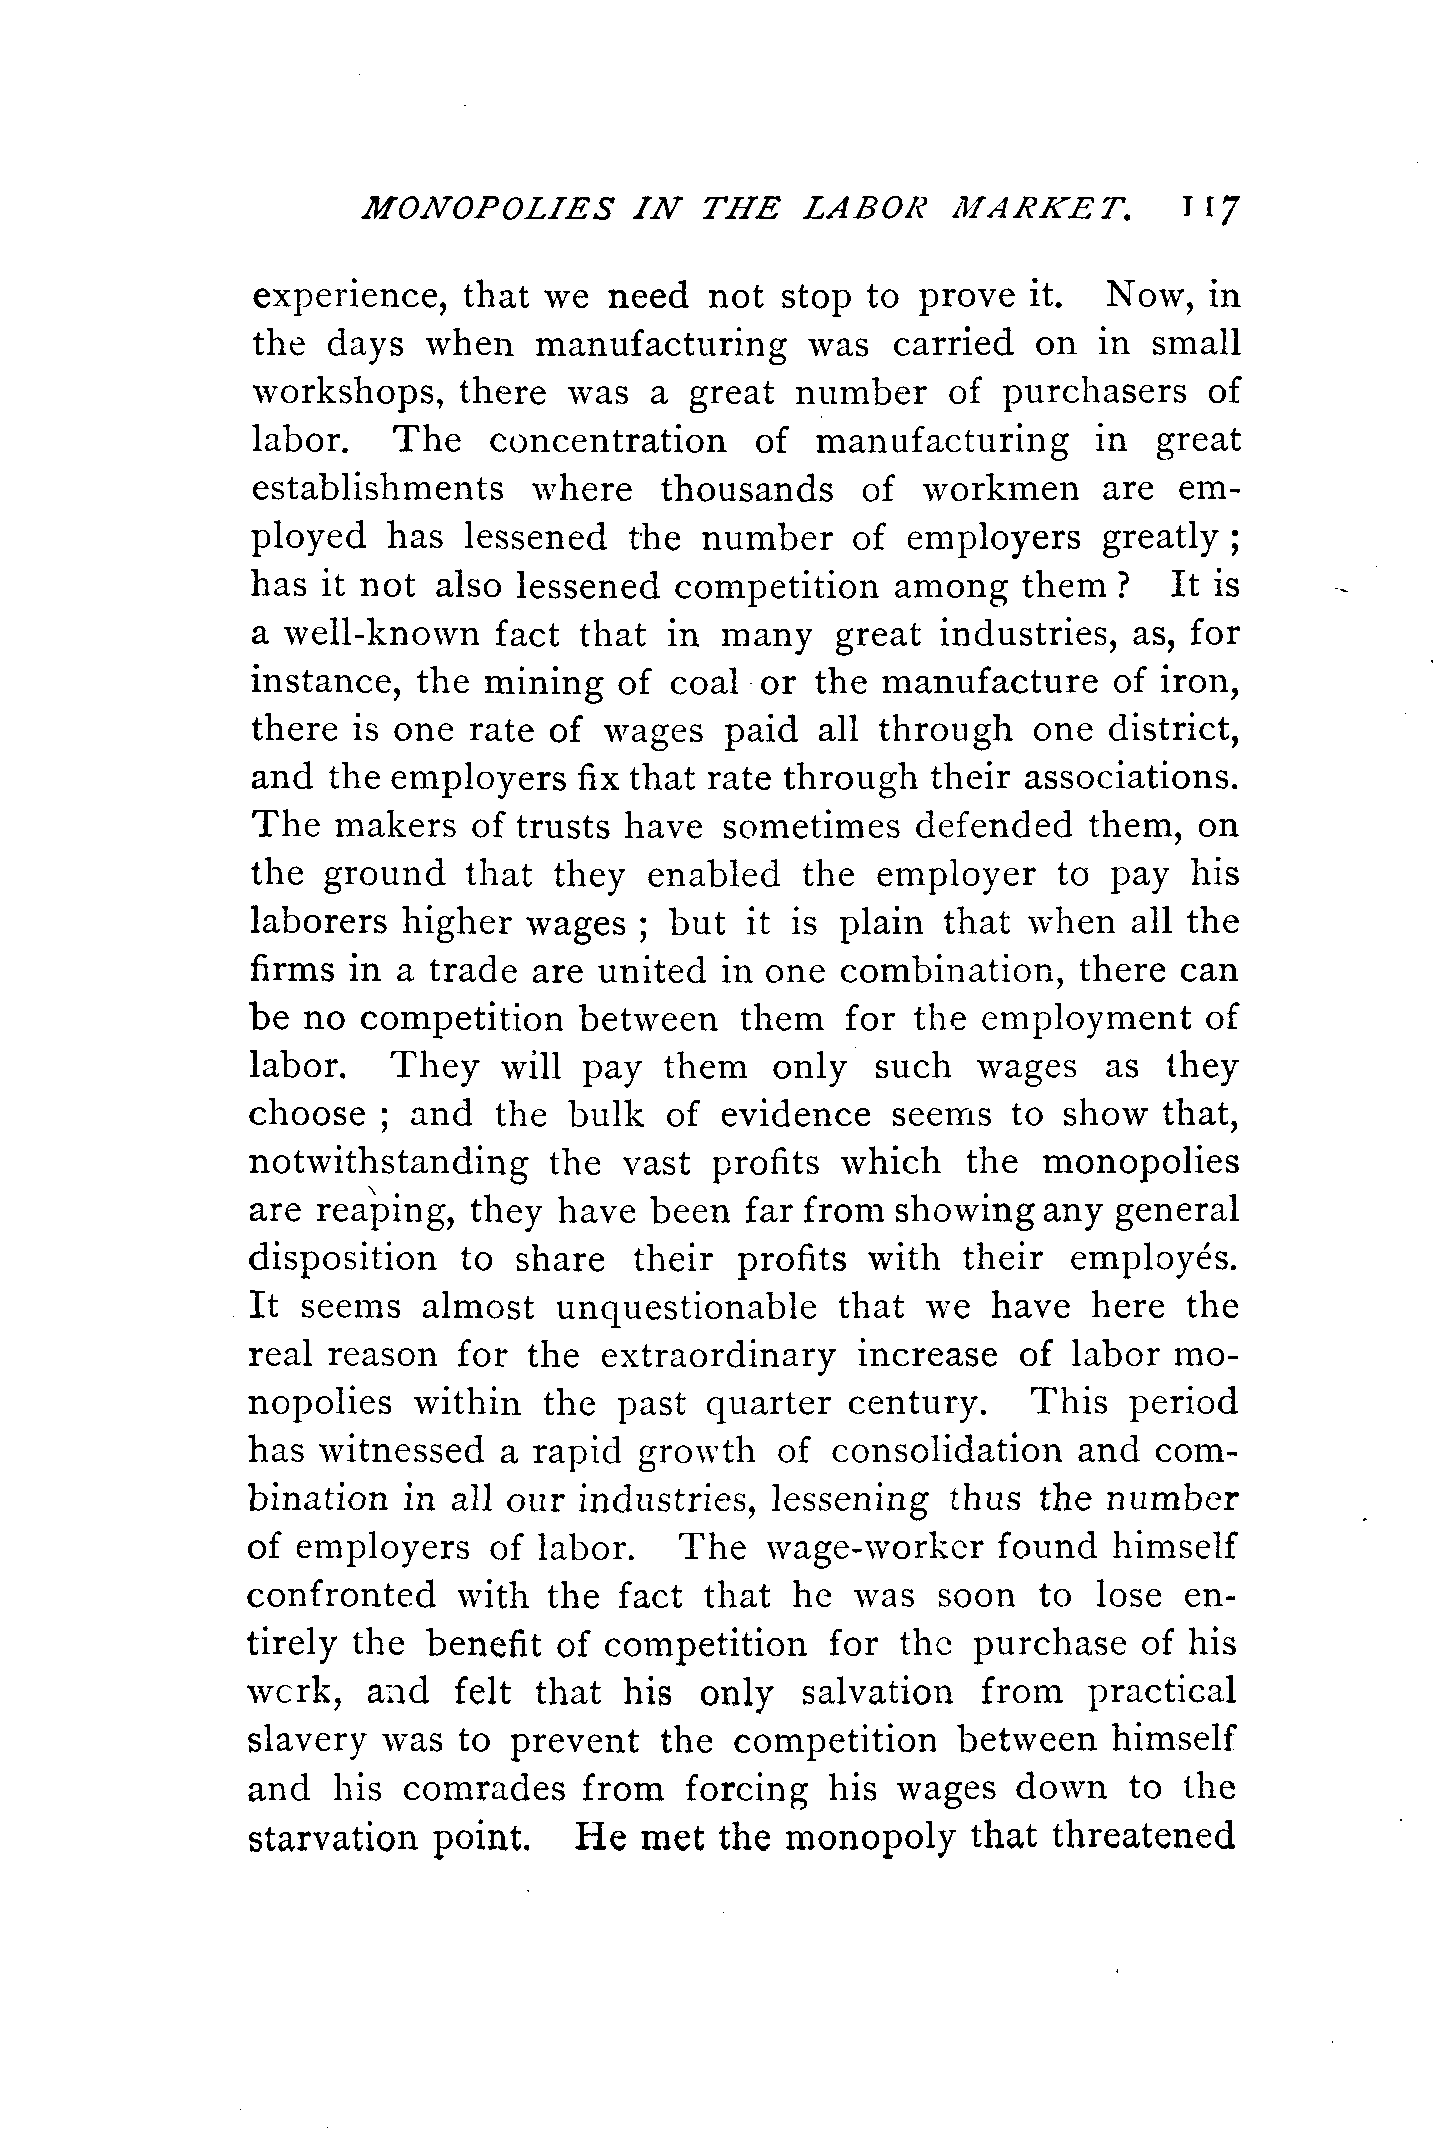 MONOPOLIES IN THE LABOR MARKET. 117
experience, that we need not stop to prove it. Now, in
the days when manufacturing was carried on in small
workshops, there was a great number of purchasers of
labor. The concentration of manufacturing in great
establishments where thousands of workmen are em-
ployed has lessened the number of employers greatly ;
has it not also lessened competition among them ? It is
a well-known fact that in many great industries, as, for
instance, the mining of coal or the manufacture of iron,
there is one rate of wages paid all through one district,
and the employers fix that rate through their associations.
The makers of trusts have sometimes defended them, on
the ground that they enabled the employer to pay his
laborers higher wages ; but it is plain that when all the
firms in a trade are united in one combination, there can
be no competition between them for the employment of
labor. They will pay them only such wages as they
choose ; and the bulk of evidence seems to show that,
notwithstanding the vast profits which the monopolies
are reaping, they have been far from showing any general
disposition to share their profits with their employés.
It seems almost unquestionable that we have here the
real reason for the extraordinary increase of labor mo-
nopolies within the past quarter century. This period
has witnessed a rapid growth of consolidation and com-
bination in all our industries, lessening thus the number
of employers of labor. The wage-worker found himself
confronted with the fact that he was soon to lose en-
tirely the benefit of competition for the purchase of his
work, and felt that his only salvation from practical
slavery was to prevent the competition between himself
and his comrades from forcing his wages down to the
starvation point. He met the monopoly that threatened